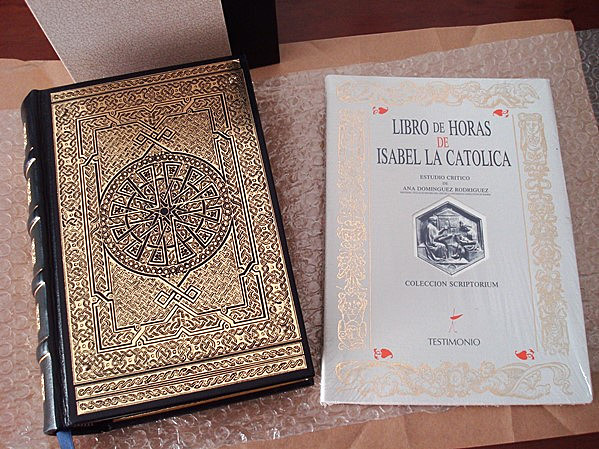 LIBRO DE HORAS
DE
ISABEL LA CATOLICA
ESTUDIO CRITICO
DE
ANA DOMINGUEZ RODRIGUEZ
COLECCION SCRIPTORIUM
TESTIMONIO